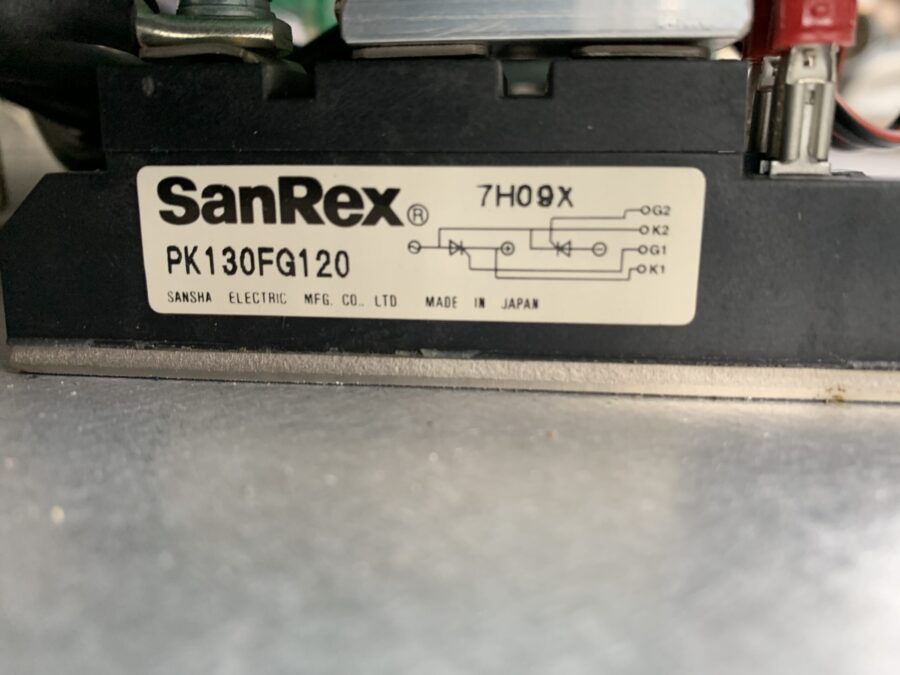 SanRex®
7H09X
PK130FG120
G2
K2
G1
K1
SANSHA ELECTRIC MFG. CO., LTD MADE IN JAPAN